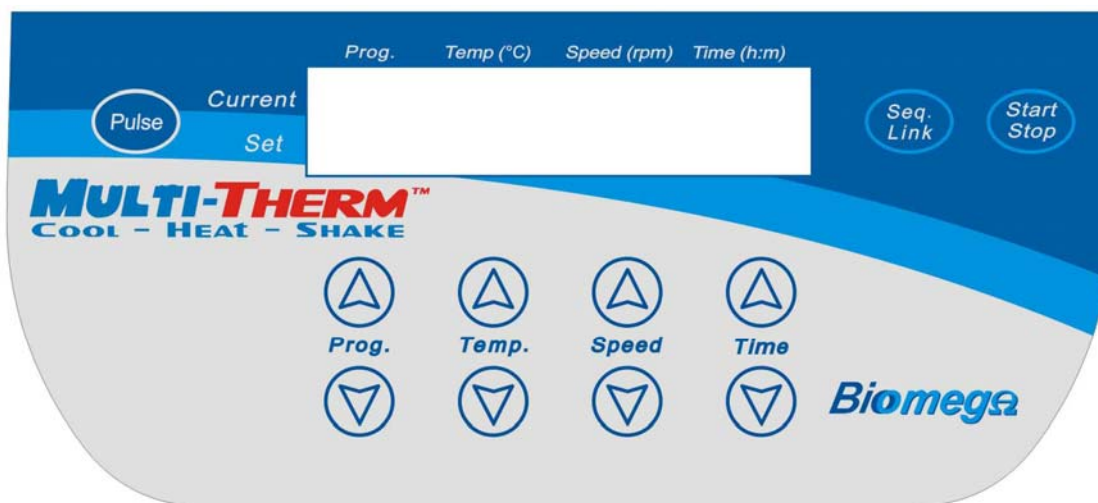 Prog. Temp (°C) Speed (rpm) Time (h:m)
Current
Pulse
Set
Seq.
Link
Start
Stop
MULTI-THERM™
COOL - HEAT - SHAKE
Prog. Temp. Speed Time
BiomegΩ